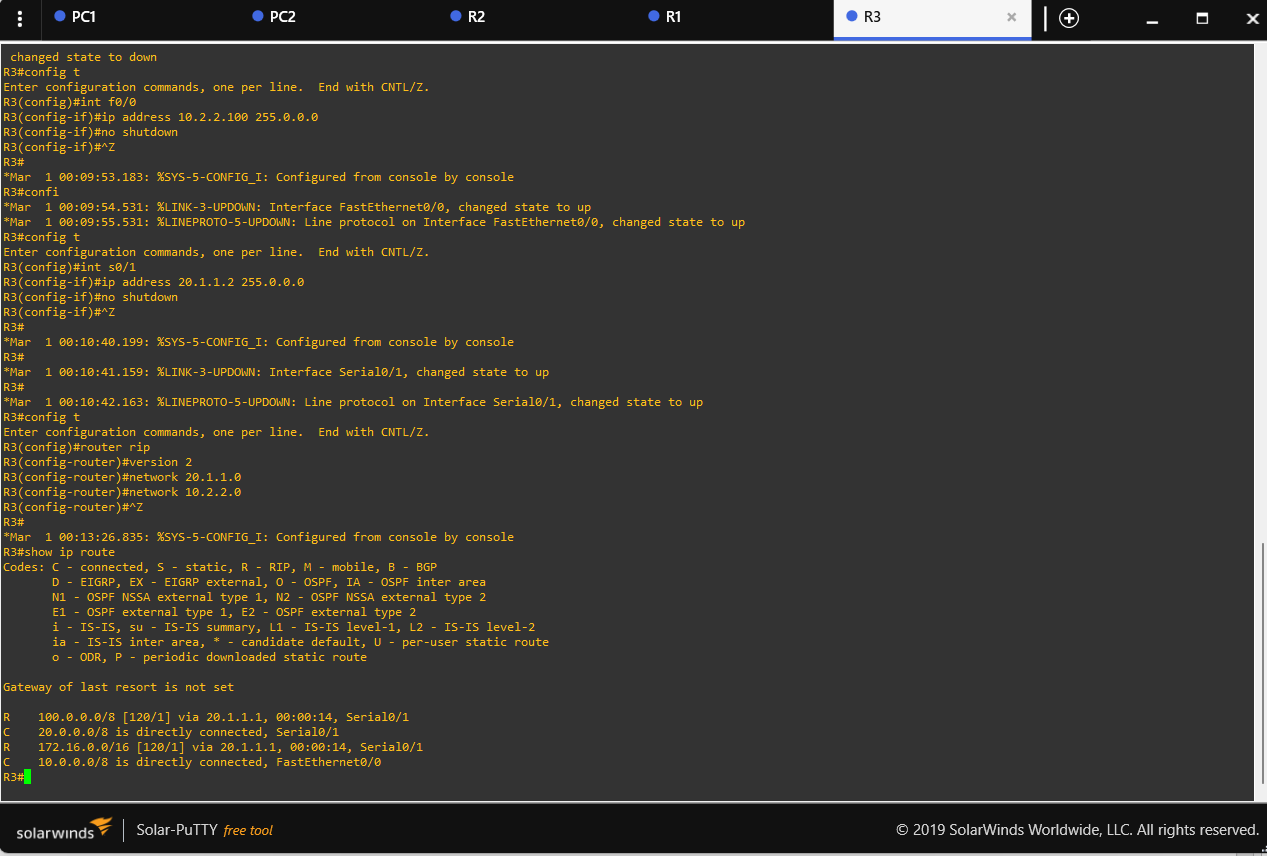 PC1
PC2
R2
R1
R3
changed state to down
R3#config t
Enter configuration commands, one per line.  End with CNTL/Z.
R3(config)#int f0/0
R3(config-if)#ip address 10.2.2.100 255.0.0.0
R3(config-if)#no shutdown
R3(config-if)#^Z
R3#
*Mar  1 00:09:53.183: %SYS-5-CONFIG_I: Configured from console by console
R3#confi
*Mar  1 00:09:54.531: %LINK-3-UPDOWN: Interface FastEthernet0/0, changed state to up
*Mar  1 00:09:55.531: %LINEPROTO-5-UPDOWN: Line protocol on Interface FastEthernet0/0, changed state to up
R3#config t
Enter configuration commands, one per line.  End with CNTL/Z.
R3(config)#int s0/1
R3(config-if)#ip address 20.1.1.2 255.0.0.0
R3(config-if)#no shutdown
R3(config-if)#^Z
R3#
*Mar  1 00:10:40.199: %SYS-5-CONFIG_I: Configured from console by console
R3#
*Mar  1 00:10:41.159: %LINK-3-UPDOWN: Interface Serial0/1, changed state to up
R3#
*Mar  1 00:10:42.163: %LINEPROTO-5-UPDOWN: Line protocol on Interface Serial0/1, changed state to up
R3#config t
Enter configuration commands, one per line.  End with CNTL/Z.
R3(config)#router rip
R3(config-router)#version 2
R3(config-router)#network 20.1.1.0
R3(config-router)#network 10.2.2.0
R3(config-router)#^Z
R3#
*Mar  1 00:13:26.835: %SYS-5-CONFIG_I: Configured from console by console
R3#show ip route
Codes: C - connected, S - static, R - RIP, M - mobile, B - BGP
       D - EIGRP, EX - EIGRP external, O - OSPF, IA - OSPF inter area
       N1 - OSPF NSSA external type 1, N2 - OSPF NSSA external type 2
       E1 - OSPF external type 1, E2 - OSPF external type 2
       i - IS-IS, su - IS-IS summary, L1 - IS-IS level-1, L2 - IS-IS level-2
       ia - IS-IS inter area, * - candidate default, U - per-user static route
       o - ODR, P - periodic downloaded static route
Gateway of last resort is not set
R    100.0.0.0/8 [120/1] via 20.1.1.1, 00:00:14, Serial0/1
C    20.0.0.0/8 is directly connected, Serial0/1
R    172.16.0.0/16 [120/1] via 20.1.1.1, 00:00:14, Serial0/1
C    10.0.0.0/8 is directly connected, FastEthernet0/0
R3#
solarwinds
Solar-PuTTY free tool
© 2019 SolarWinds Worldwide, LLC. All rights reserved.